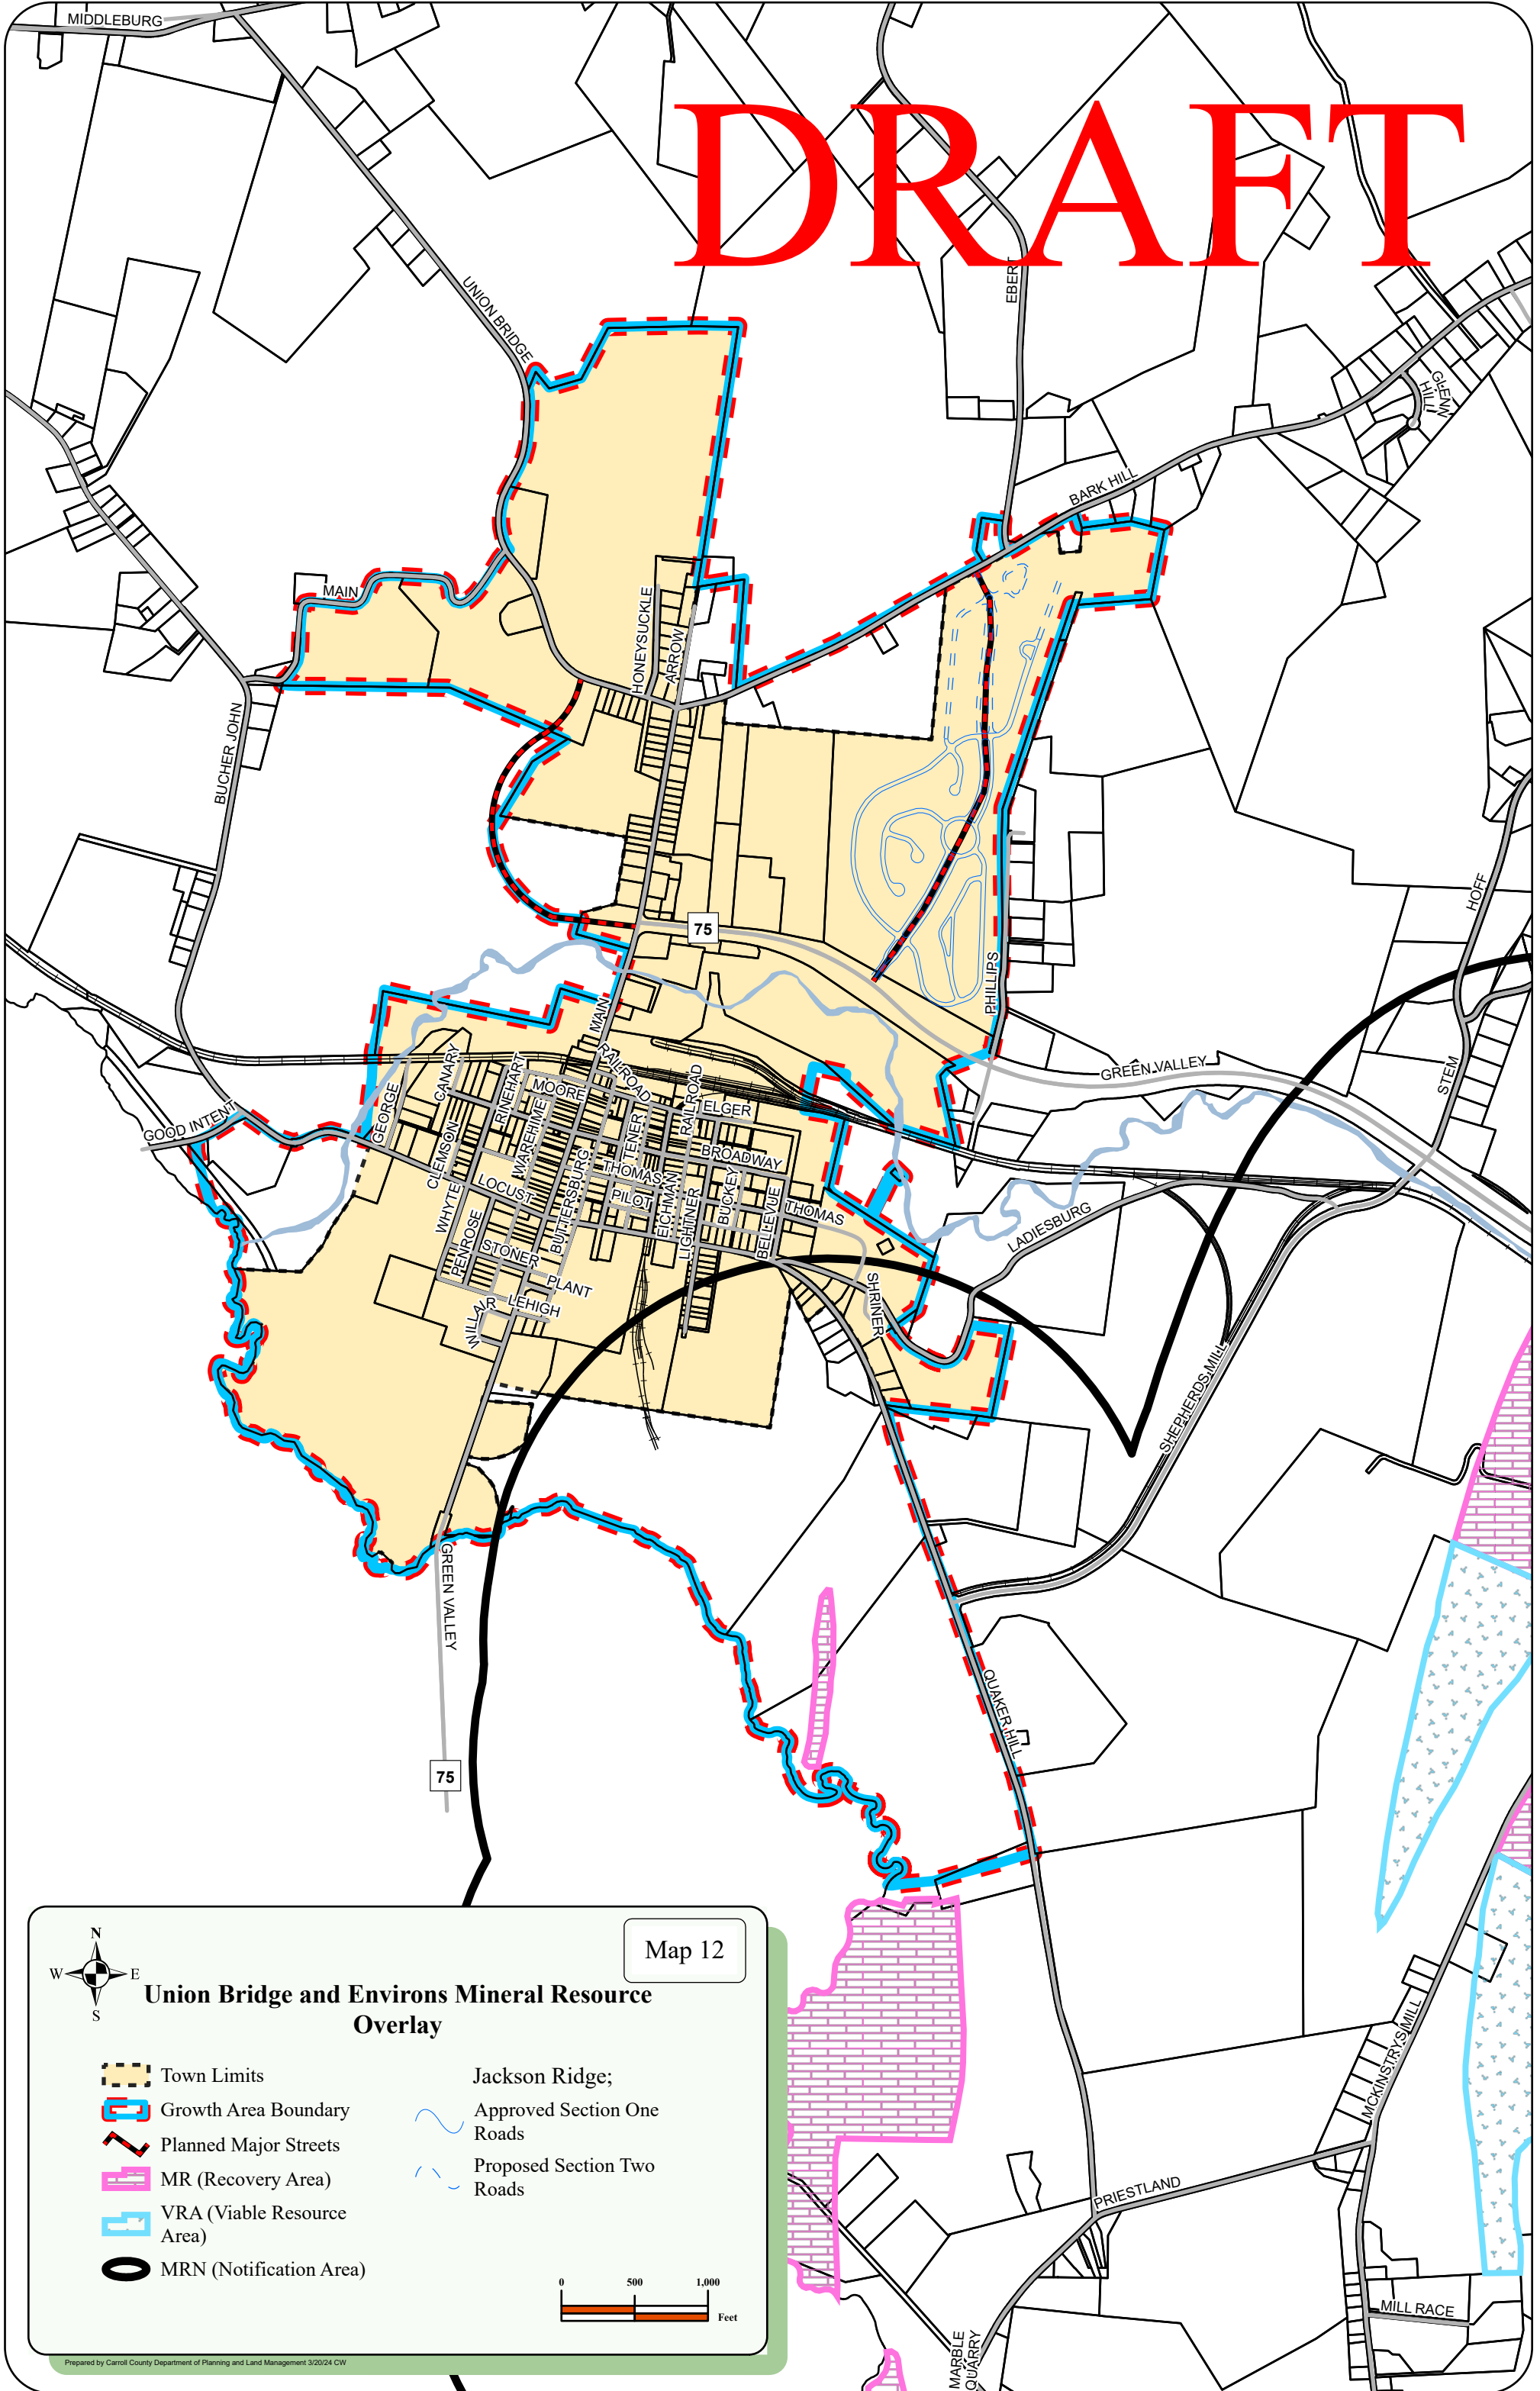 MIDDLEBURG
DRAFT
UNION BRIDGE
EBERT
GLENN
HILL
BARK HILL
MAIN
HONEYSUCKLE
ARROW
BUCHER JOHN
HOFF
75
PHILLIPS
MAIN
GREEN VALLEY
STEM
GOOD INTENT
GEORGE
CANARY
RINEHART
MOORE
RAILROAD
RAILROAD
ELGER
CLEMSON
WAREHIME
TENER
BROADWAY
WHYTE
LOCUST
THOMAS
PILOT
BUTTERSBURG
EICHMAN
LIGHTNER
BUCKEY
BELLEVUE
THOMAS
LADIESBURG
PENROSE
STONER
PLANT
LEHIGH
AIR
NILL
SHRINER
SHEPHERDS MILL
GREEN VALLEY
QUAKER HILL
75
MCKINSTRYS MILL
PRIESTLAND
MILL RACE
MARBLE
QUARRY
N
W
E
S
Map 12
Union Bridge and Environs Mineral Resource
Overlay
Town Limits
Growth Area Boundary
Planned Major Streets
MR (Recovery Area)
VRA (Viable Resource
Area)
MRN (Notification Area)
Jackson Ridge;
Approved Section One
Roads
Proposed Section Two
Roads
0 500 1,000
Feet
Prepared by Carroll County Department of Planning and Land Management 3/20/24 CW